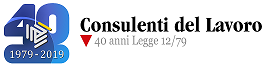 40
1979 - 2019
Consulenti del Lavoro
40 anni Legge 12/79